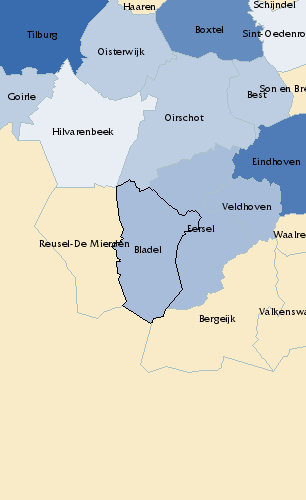 Haaren
Schijndel
Tilburg
Boxtel
Sint-Oedenro
Oisterwijk
Son en Bre
Goirle
Best
Oirschot
Hilvarenbeek
Eindhoven
Veldhoven
Eersel
Waalre
Reusel-De Mierden
Bladel
Valkenswa
Bergeijk